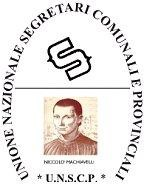 UNIONE NAZIONALE SEGRETARI COMUNALI E PROVINCIALI
NICCOLO' MACHIAVELLI
* U.N.S.C.P. *